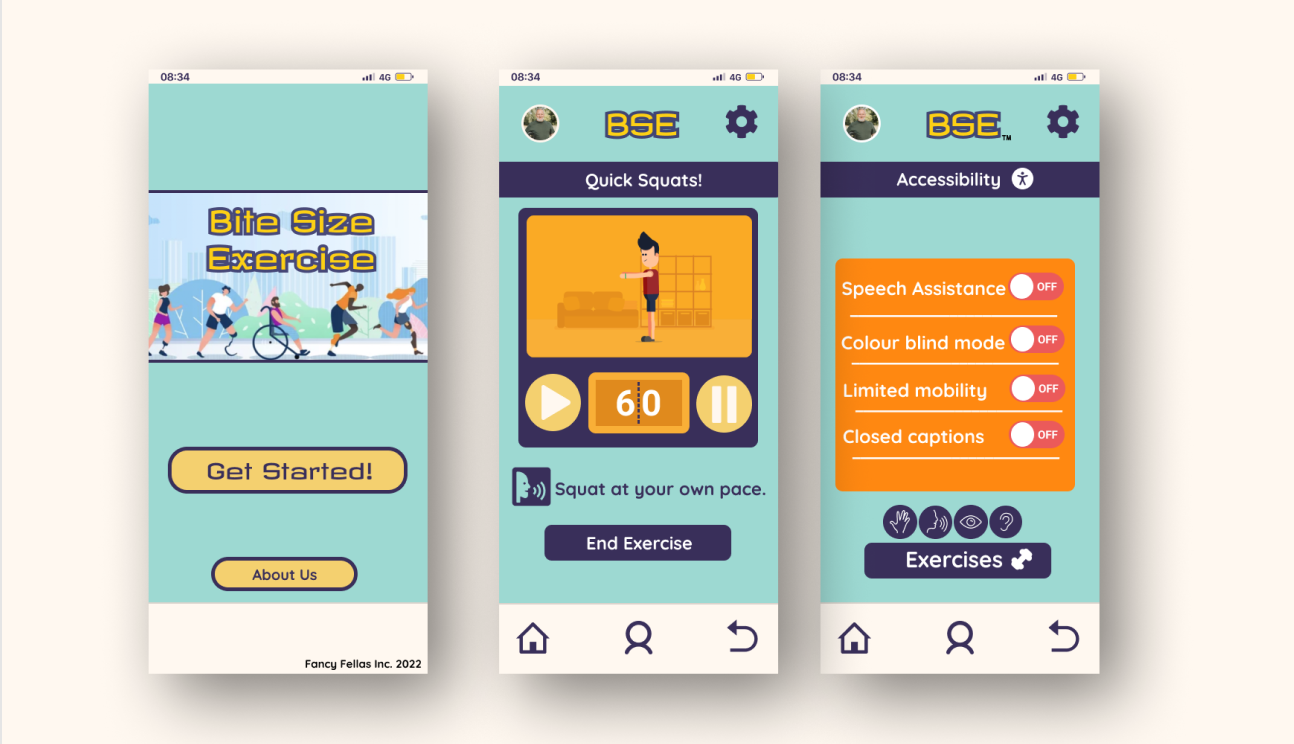 08:34
4G
Bite Size
Exercise
Get Started!
About Us
Fancy Fellas Inc. 2022
08:34
4G
BSE
Quick Squats!
60
Squat at your own pace.
End Exercise
08:34
4G
BSE™
Accessibility
Speech Assistance OFF
Colour blind mode OFF
Limited mobility OFF
Closed captions OFF
Exercises